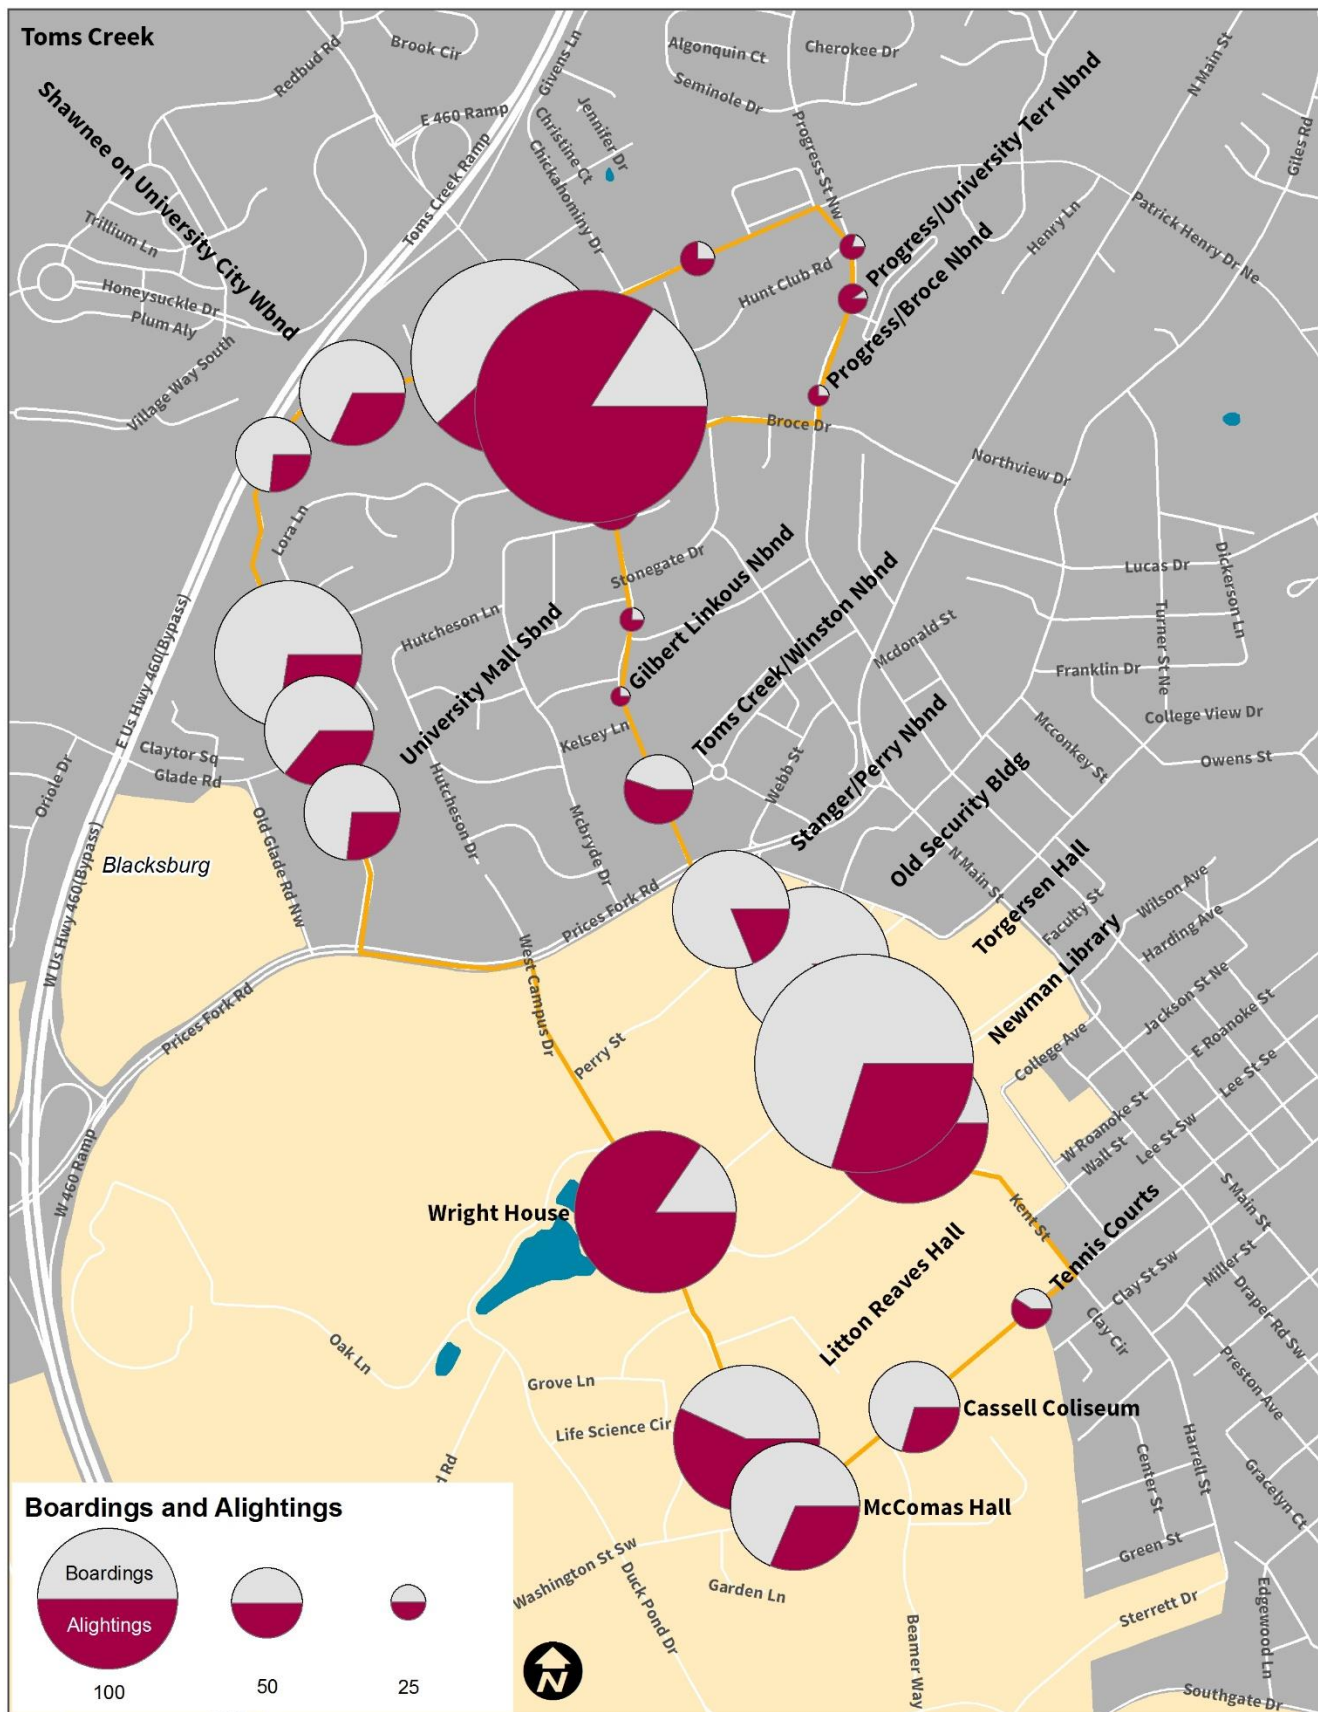 Toms Creek
Redbud Rd
Brook Cir
Givens Ln
Algonquin Ct
Cherokee Dr
Seminole Dr
N Main St
Giles Rd
Shawnee on University City Wbnd
E 460 Ramp
Toms Creek Ramp
Jennifer Dr
Christine Ct
Chickahominy Dr
Progress St Nw
Progress/University Terr Nbnd
Progress/Broce Nbnd
Henry Ln
Patrick Henry Dr Ne
Trillium Ln
Honeysuckle Dr
Plum Aly
Village Way South
Hunt Club Rd
Broce Dr
Northview Dr
Lora Ln
Stonegate Dr
Hutcheson Ln
University Mall Sbnd
Gilbert Linkous Nbnd
Toms Creek/Winston Nbnd
Mcdonald St
Lucas Dr
Dickerson Ln
Turner St Ne
Franklin Dr
College View Dr
Owens St
Mcconkey St
E Us Hwy 460(Bypass)
Oriole Dr
Claytor Sq
Glade Rd
Old Glade Rd Nw
Hutcheson Dr
Kelsey Ln
Mcbryde Dr
Webb St
Stanger/Perry Nbnd
Old Security Bldg
Torgersen Hall
Newman Library
Blacksburg
W Us Hwy 460(Bypass)
Prices Fork Rd
Prices Fork Rd
West Campus Dr
Perry St
N Main St
Faculty St
Wilson Ave
Harding Ave
Jackson St Ne
E Roanoke St
Lee St Se
College Ave
W Roanoke St
Wall St
Lee St Sw
S Main St
W 460 Ramp
Wright House
Kent St
Tennis Courts
Clay St Sw
Miller St
Draper Rd Sw
Clay Cir
Preston Ave
Litton Reaves Hall
Oak Ln
Grove Ln
Life Science Cir
Cassell Coliseum
Center St
Harrell St
Gracelyn Ct
d Rd
McComas Hall
Green St
Washington St Sw
Duck Pond Dr
Garden Ln
Beamer Way
Sterrett Dr
Edgewood Ln
Southgate Dr
Boardings and Alightings
Boardings
Alightings
100
50
25
N